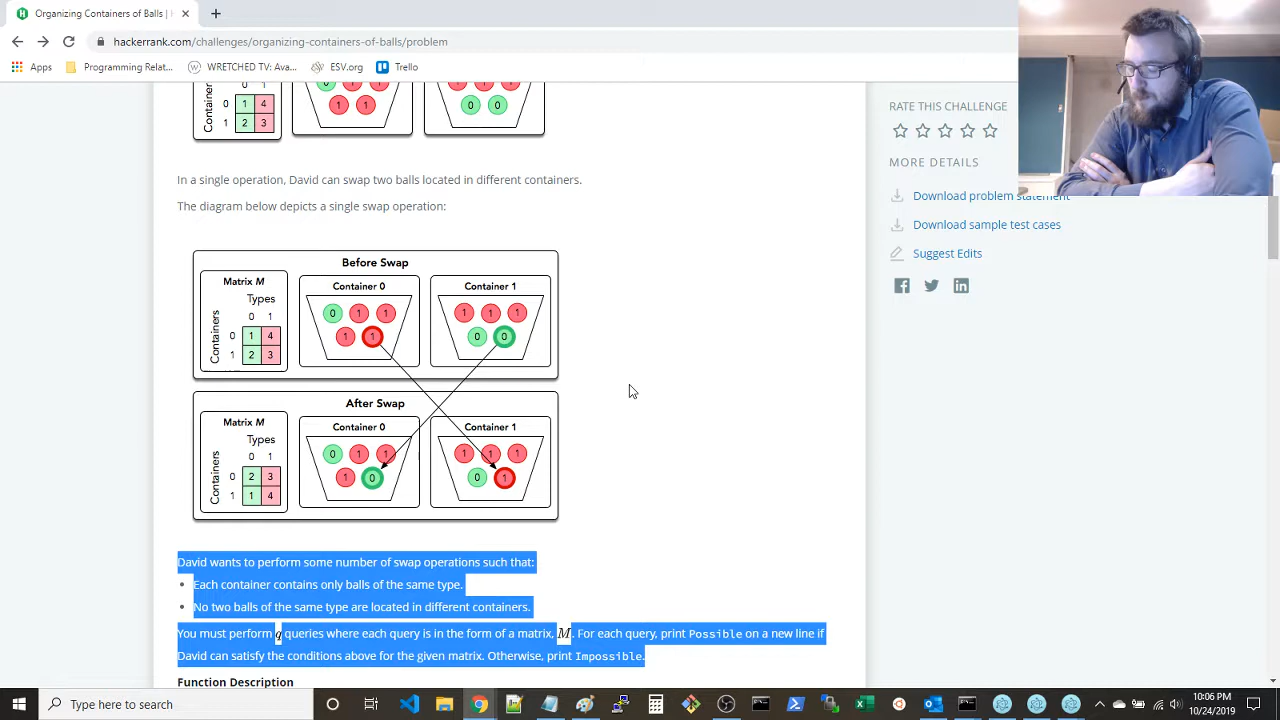 Organizing Containers of Balls |
hackerrank.com/challenges/organizing-containers-of-balls/problem
Apps
Programming Relat...
WRETCHED TV: Ava...
ESV.org
Trello
Containers
0 1
0 1 4
1 2 3
1 1
0 0
In a single operation, David can swap two balls located in different containers.
The diagram below depicts a single swap operation:
Before Swap
Matrix M
Types
0 1
Containers
0 1 4
1 2 3
Container 0
0 1 1
1 1
Container 1
1 1 1
0 0
After Swap
Matrix M
Types
0 1
Containers
0 2 3
1 1 4
Container 0
0 1 1
1 0
Container 1
1 1 1
0 1
David wants to perform some number of swap operations such that:
• Each container contains only balls of the same type.
• No two balls of the same type are located in different containers.
You must perform q queries where each query is in the form of a matrix, M. For each query, print Possible on a new line if
David can satisfy the conditions above for the given matrix. Otherwise, print Impossible.
Function Description
RATE THIS CHALLENGE
MORE DETAILS
Download problem statement
Download sample test cases
Suggest Edits
Type here to search
10:06 PM
10/24/2019